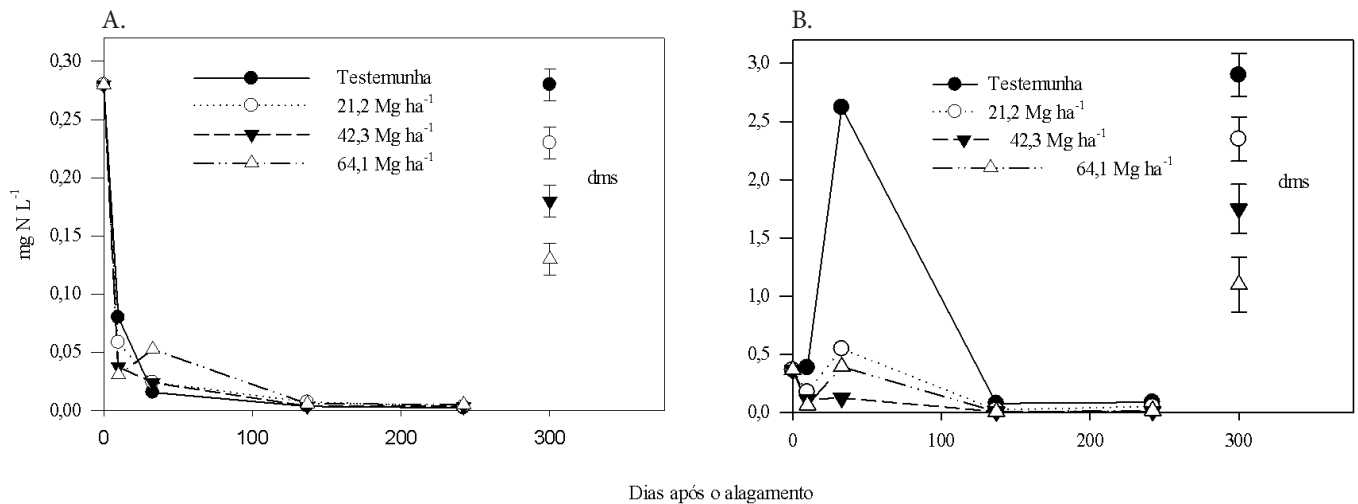 A.
mg N L⁻¹
0,30
0,25
0,20
0,15
0,10
0,05
0,00
0
100
200
300
Testemunha
21,2 Mg ha⁻¹
42,3 Mg ha⁻¹
64,1 Mg ha⁻¹
dms
B.
3,0
2,5
2,0
1,5
1,0
0,5
0,0
0
100
200
300
Testemunha
21,2 Mg ha⁻¹
42,3 Mg ha⁻¹
64,1 Mg ha⁻¹
dms
Dias após o alagamento